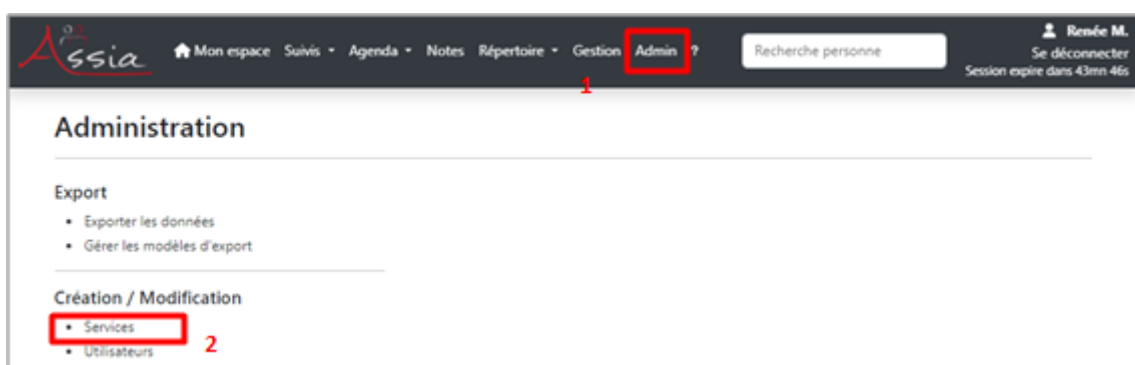 Assia Mon espace Suivis Agenda Notes Répertoire Gestion Admin ? Recherche personne
Renée M.
Se déconnecter
Session expire dans 43mn 46s
1
Administration
Export
• Exporter les données
• Gérer les modèles d'export
Création / Modification
• Services
2
• Utilisateurs